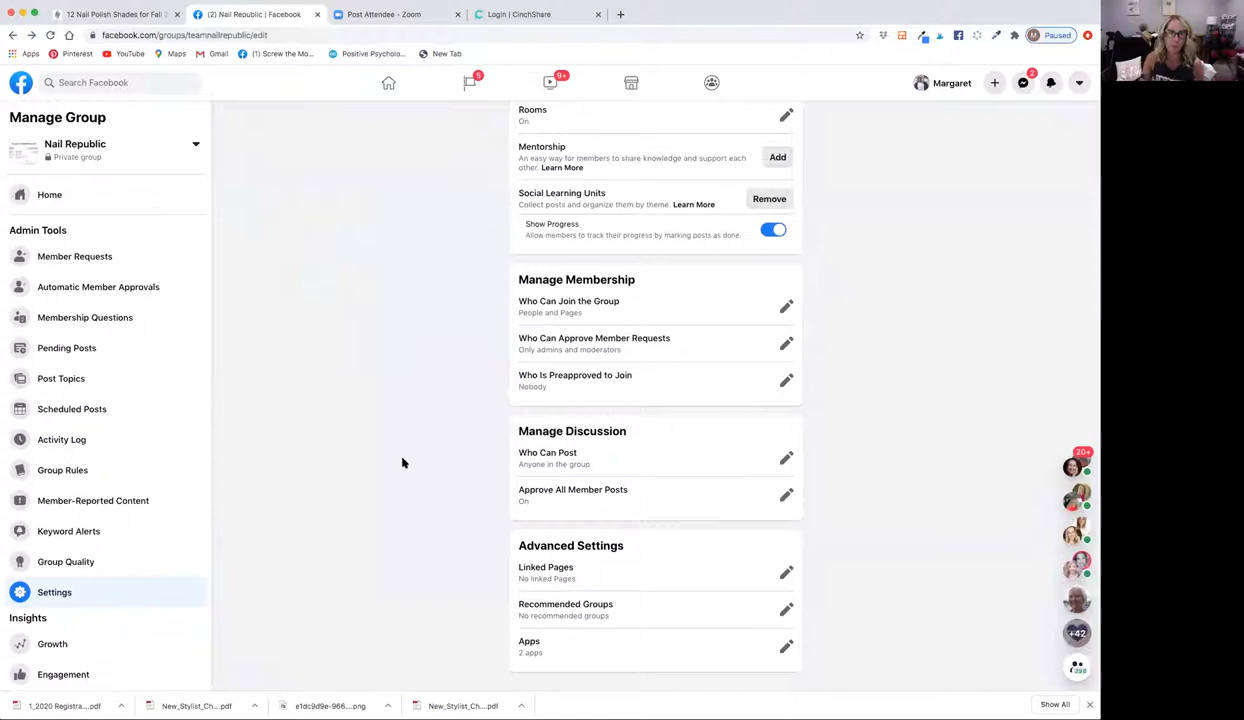 12 Nail Polish Shades for Fall 2
(2) Nail Republic | Facebook
Post Attendee - Zoom
Login | CinchShare
facebook.com/groups/teamnailrepublic/edit
Paused
Apps
Pinterest
YouTube
Maps
Gmail
(1) Screw the Mo...
Positive Psycholo...
New Tab
Search Facebook
5
9+
Margaret
2
Manage Group
Nail Republic
Private group
Home
Admin Tools
Member Requests
Automatic Member Approvals
Membership Questions
Pending Posts
Post Topics
Scheduled Posts
Activity Log
Group Rules
Member-Reported Content
Keyword Alerts
Group Quality
Settings
Insights
Growth
Engagement
Rooms
On
Mentorship
An easy way for members to share knowledge and support each
other. Learn More
Add
Social Learning Units
Collect posts and organize them by theme. Learn More
Remove
Show Progress
Allow members to track their progress by marking posts as done.
Manage Membership
Who Can Join the Group
People and Pages
Who Can Approve Member Requests
Only admins and moderators
Who Is Preapproved to Join
Nobody
Manage Discussion
Who Can Post
Anyone in the group
Approve All Member Posts
On
Advanced Settings
Linked Pages
No linked Pages
Recommended Groups
No recommended groups
Apps
2 apps
20+
+42
398
1_2020 Registra....pdf
New_Stylist_Ch....pdf
e1dc9d9e-966....png
New_Stylist_Ch....pdf
Show All